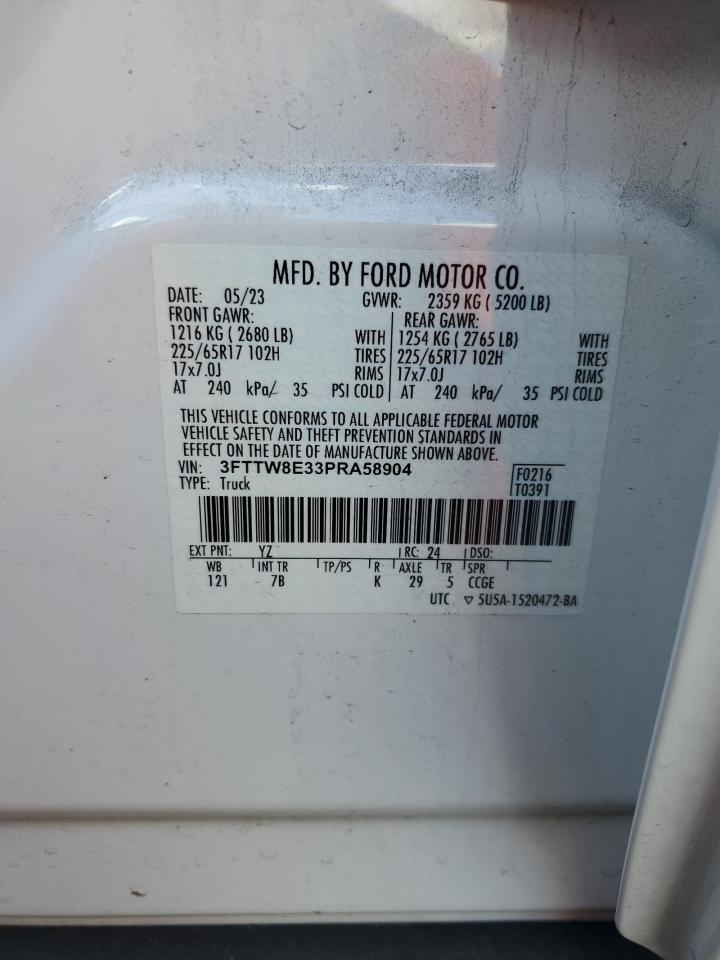 MFD. BY FORD MOTOR CO.
DATE: 05/23 GVWR: 2359 KG ( 5200 LB)
FRONT GAWR: REAR GAWR:
1216 KG ( 2680 LB) WITH 1254 KG ( 2765 LB) WITH
225/65R17 102H TIRES 225/65R17 102H TIRES
17x7.0J RIMS 17x7.0J RIMS
AT 240 kPa/ 35 PSI COLD AT 240 kPa/ 35 PSI COLD
THIS VEHICLE CONFORMS TO ALL APPLICABLE FEDERAL MOTOR
VEHICLE SAFETY AND THEFT PREVENTION STANDARDS IN
EFFECT ON THE DATE OF MANUFACTURE SHOWN ABOVE.
VIN: 3FTTW8E33PRA58904 F0216
TYPE: Truck T0391
EXT PNT: YZ RC: 24 DSO:
WB INT TR TP/PS R AXLE TR SPR
121 7B K 29 5 CCGE
UTC ▽ 5U5A-1520472-BA